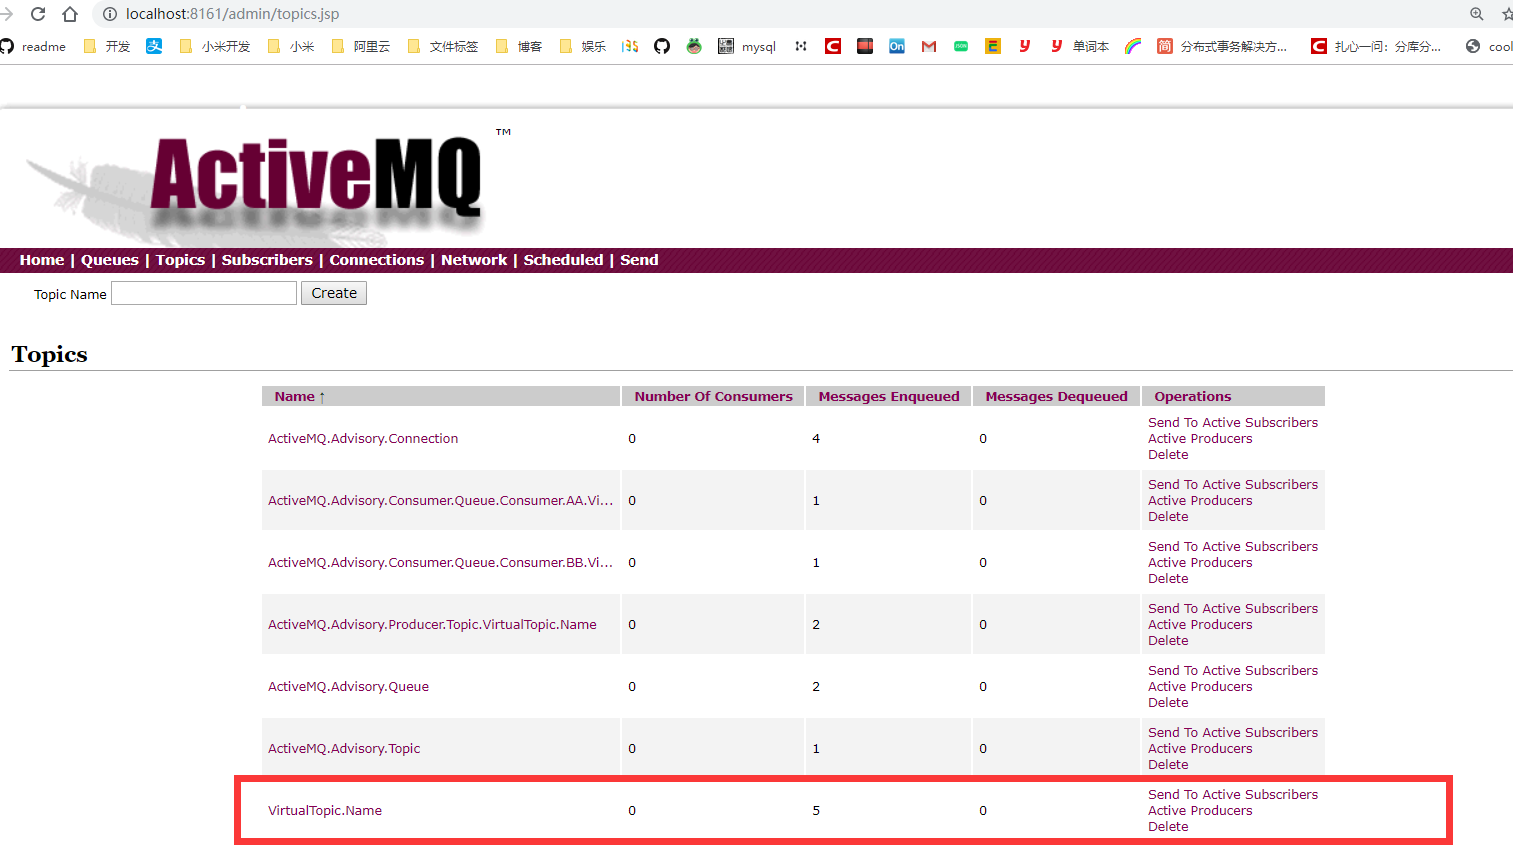 localhost:8161/admin/topics.jsp
readme 开发 小米开发 小米 阿里云 文件标签 博客 娱乐 mysql 单词本 分布式事务解决方... 扎心一问：分库分... cool
ActiveMQ ™
Home | Queues | Topics | Subscribers | Connections | Network | Scheduled | Send
Topic Name Create
Topics
Name ↑ Number Of Consumers Messages Enqueued Messages Dequeued Operations
ActiveMQ.Advisory.Connection 0 4 0 Send To Active Subscribers
Active Producers
Delete
ActiveMQ.Advisory.Consumer.Queue.Consumer.AA.Vi... 0 1 0 Send To Active Subscribers
Active Producers
Delete
ActiveMQ.Advisory.Consumer.Queue.Consumer.BB.Vi... 0 1 0 Send To Active Subscribers
Active Producers
Delete
ActiveMQ.Advisory.Producer.Topic.VirtualTopic.Name 0 2 0 Send To Active Subscribers
Active Producers
Delete
ActiveMQ.Advisory.Queue 0 2 0 Send To Active Subscribers
Active Producers
Delete
ActiveMQ.Advisory.Topic 0 1 0 Send To Active Subscribers
Active Producers
Delete
VirtualTopic.Name 0 5 0 Send To Active Subscribers
Active Producers
Delete